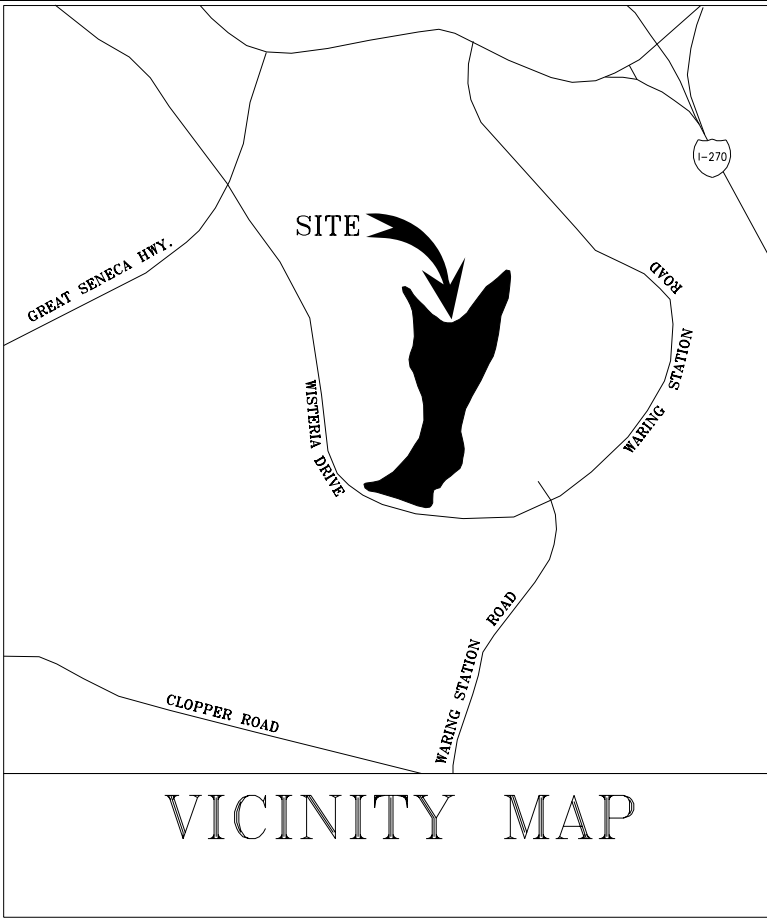 I-270
SITE
GREAT SENECA HWY.
ROAD
WARING STATION
WISTERIA DRIVE
WARING STATION ROAD
CLOPPER ROAD
VICINITY MAP